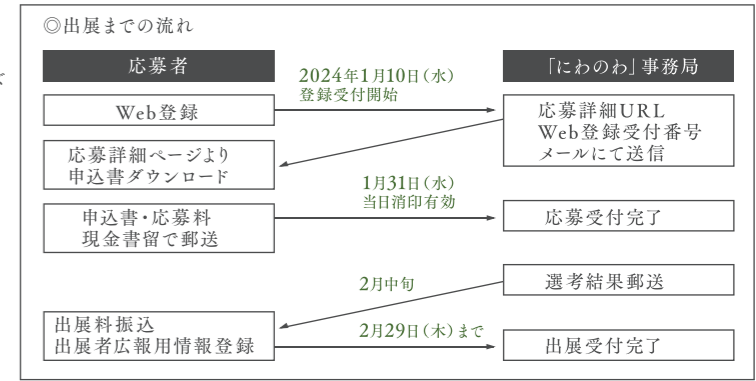 ◎出展までの流れ
応募者
「にわのわ」事務局
2024年1月10日(水)
登録受付開始
Web登録
応募詳細URL
Web登録受付番号
メールにて送信
応募詳細ページより
申込書ダウンロード
1月31日(水)
当日消印有効
申込書・応募料
現金書留で郵送
応募受付完了
2月中旬
選考結果郵送
出展料振込
出展者広報用情報登録
2月29日(木)まで
出展受付完了